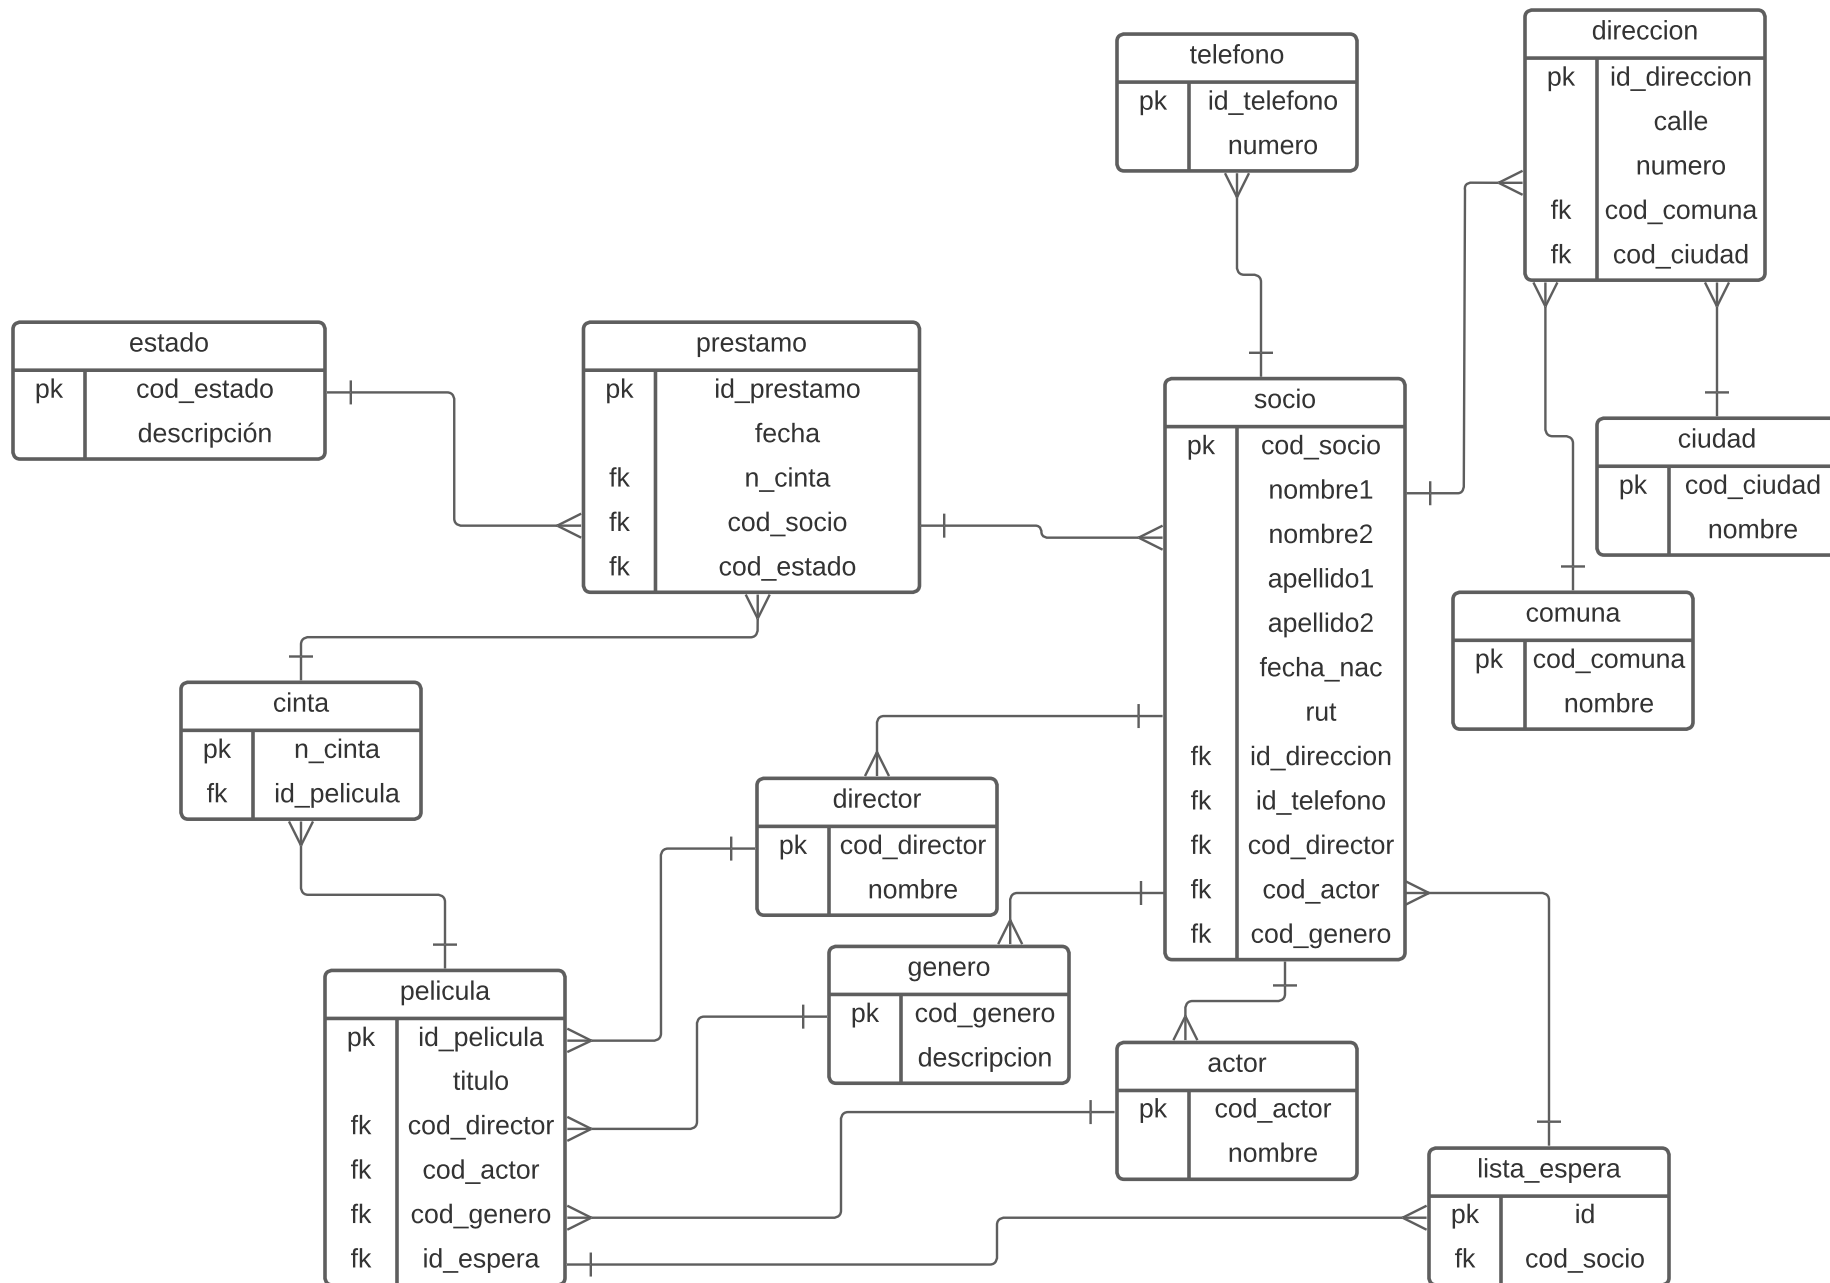 telefono
pk id_telefono
numero
direccion
pk id_direccion
calle
numero
fk cod_comuna
fk cod_ciudad
estado
pk cod_estado
descripción
prestamo
pk id_prestamo
fecha
fk n_cinta
fk cod_socio
fk cod_estado
socio
pk cod_socio
nombre1
nombre2
apellido1
apellido2
fecha_nac
rut
fk id_direccion
fk id_telefono
fk cod_director
fk cod_actor
fk cod_genero
ciudad
pk cod_ciudad
nombre
comuna
pk cod_comuna
nombre
cinta
pk n_cinta
fk id_pelicula
director
pk cod_director
nombre
genero
pk cod_genero
descripcion
pelicula
pk id_pelicula
titulo
fk cod_director
fk cod_actor
fk cod_genero
fk id_espera
actor
pk cod_actor
nombre
lista_espera
pk id
fk cod_socio